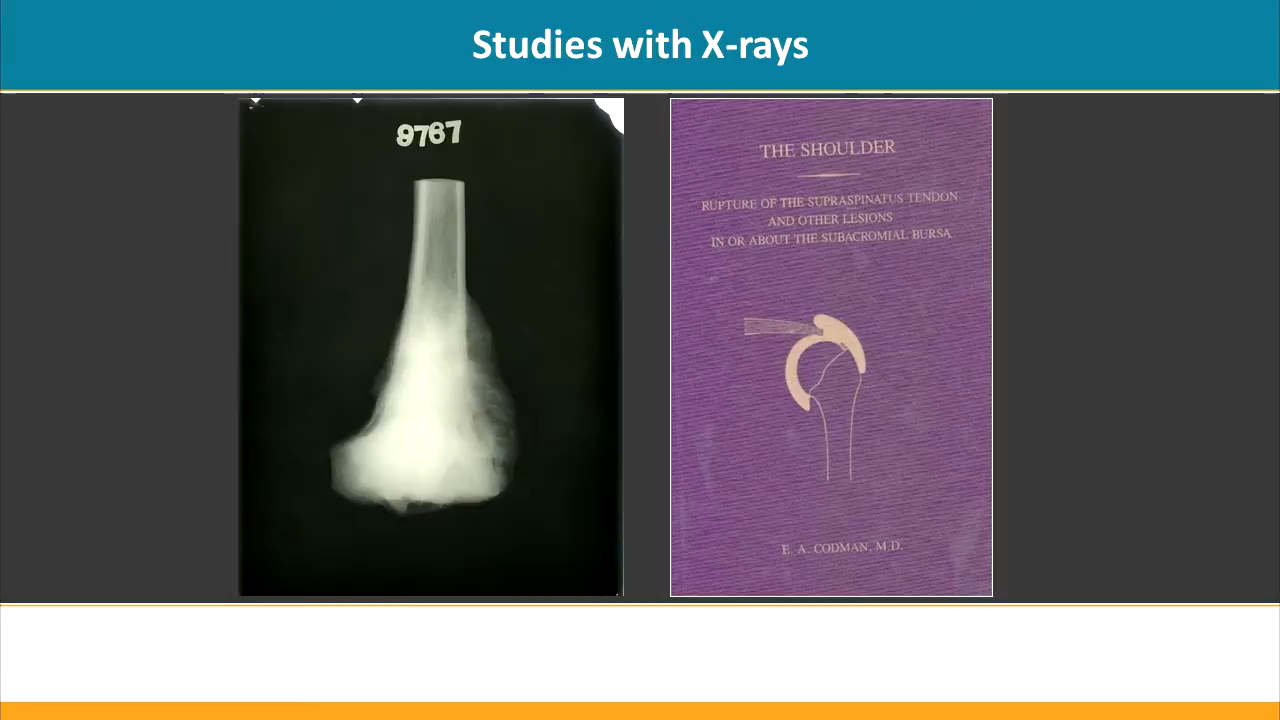 Studies with X-rays
9767
THE SHOULDER
RUPTURE OF THE SUPRASPINATUS TENDON
AND OTHER LESIONS
IN OR ABOUT THE SUBACROMIAL BURSA
E. A. CODMAN, M.D.